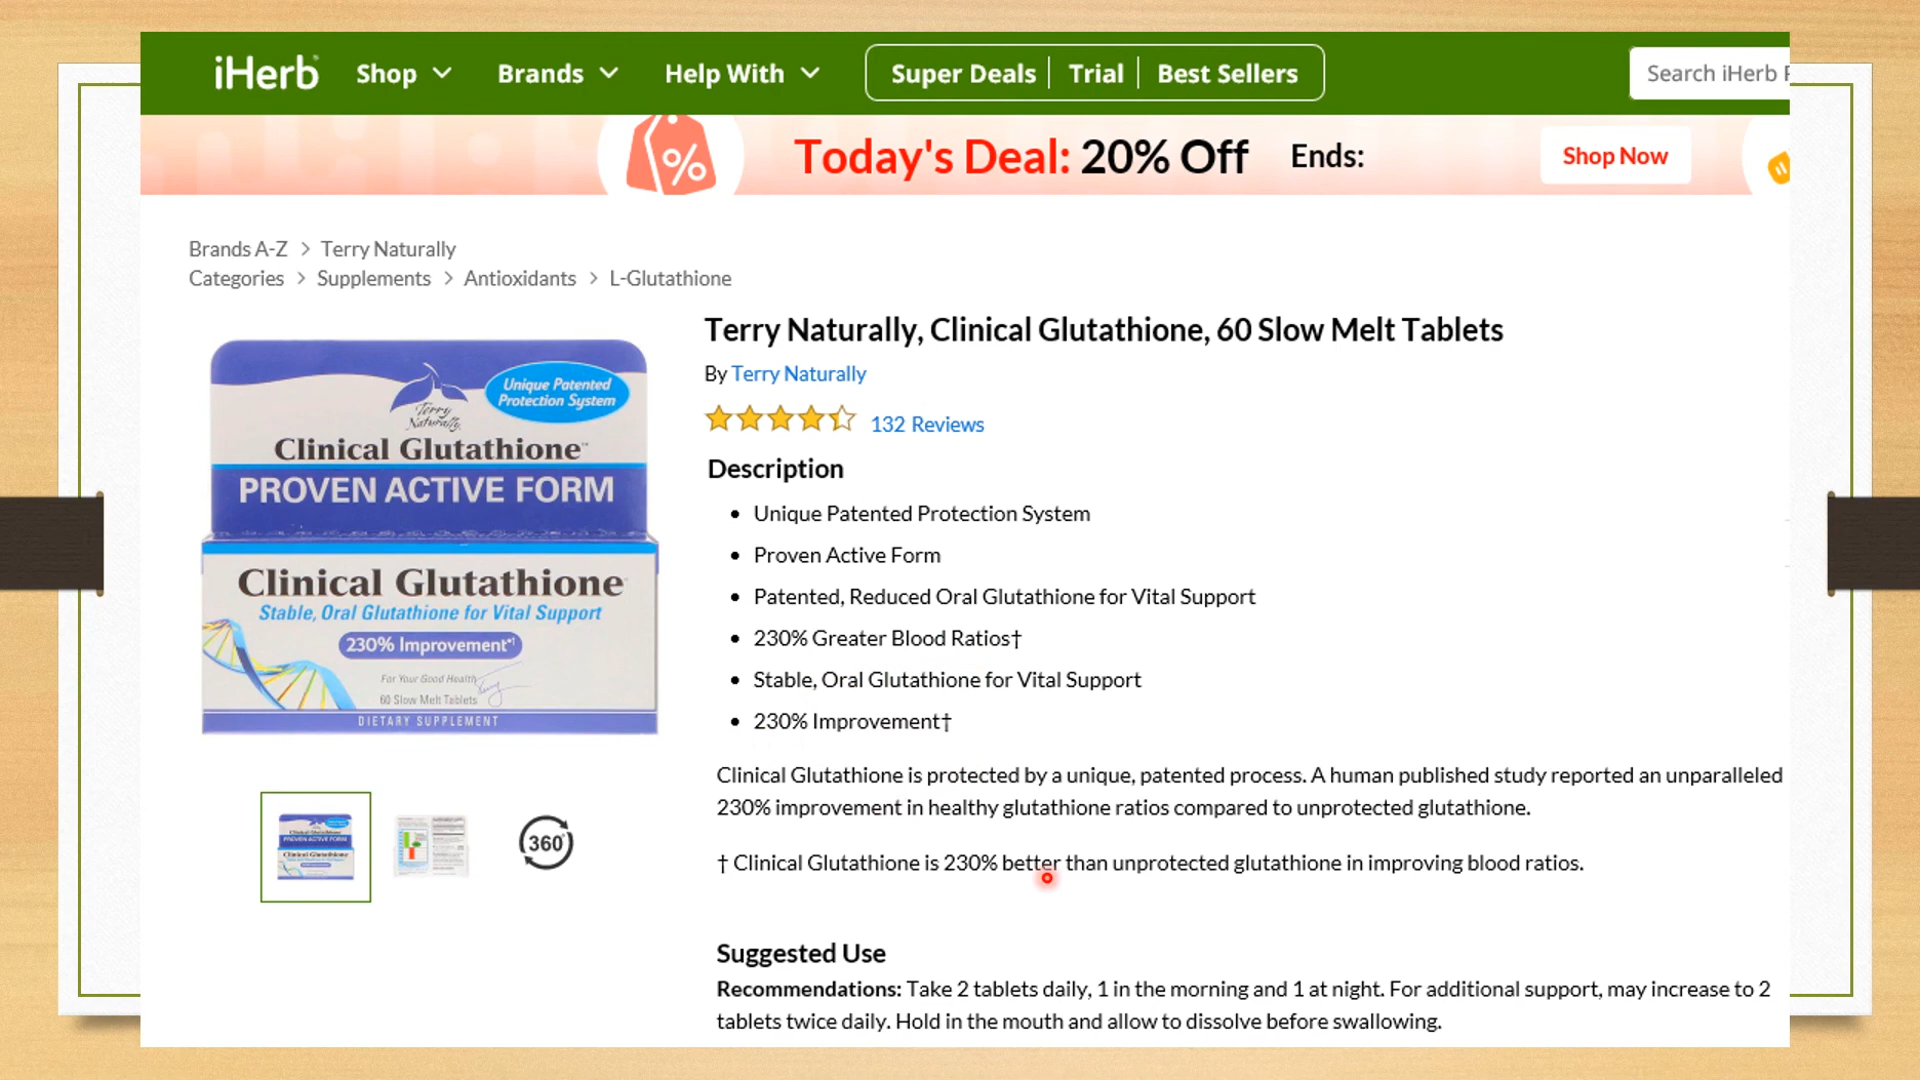 iHerb
Shop
Brands
Help With
Super Deals
Trial
Best Sellers
Search iHerb
Today's Deal: 20% Off
Ends:
Shop Now
Brands A-Z > Terry Naturally
Categories > Supplements > Antioxidants > L-Glutathione
Terry Naturally
Unique Patented
Protection System
Clinical Glutathione™
PROVEN ACTIVE FORM
Clinical Glutathione
Stable, Oral Glutathione for Vital Support
230% Improvement*†
For Your Good Health
60 Slow Melt Tablets
DIETARY SUPPLEMENT
360°
Terry Naturally, Clinical Glutathione, 60 Slow Melt Tablets
By Terry Naturally
132 Reviews
Description
• Unique Patented Protection System
• Proven Active Form
• Patented, Reduced Oral Glutathione for Vital Support
• 230% Greater Blood Ratios†
• Stable, Oral Glutathione for Vital Support
• 230% Improvement†
Clinical Glutathione is protected by a unique, patented process. A human published study reported an unparalleled
230% improvement in healthy glutathione ratios compared to unprotected glutathione.
† Clinical Glutathione is 230% better than unprotected glutathione in improving blood ratios.
Suggested Use
Recommendations: Take 2 tablets daily, 1 in the morning and 1 at night. For additional support, may increase to 2
tablets twice daily. Hold in the mouth and allow to dissolve before swallowing.